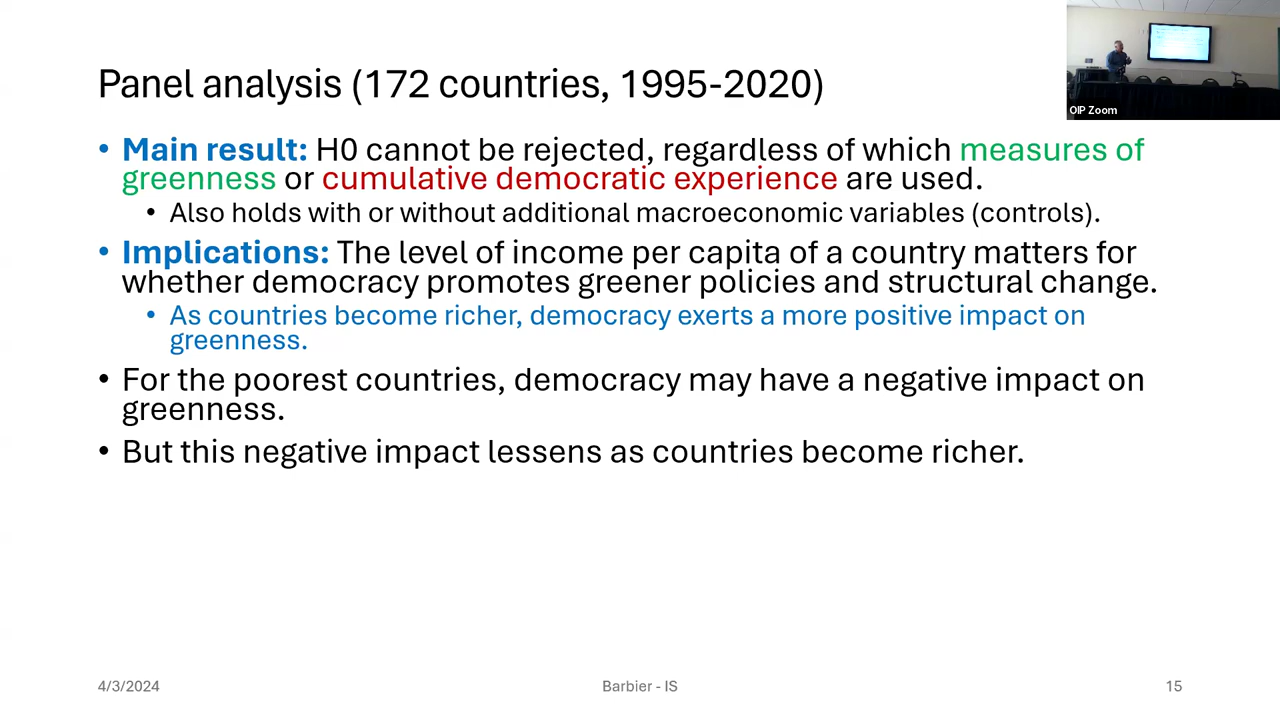 Panel analysis (172 countries, 1995-2020)
OIP Zoom
• Main result: H0 cannot be rejected, regardless of which measures of
greenness or cumulative democratic experience are used.
• Also holds with or without additional macroeconomic variables (controls).
• Implications: The level of income per capita of a country matters for
whether democracy promotes greener policies and structural change.
• As countries become richer, democracy exerts a more positive impact on
greenness.
• For the poorest countries, democracy may have a negative impact on
greenness.
• But this negative impact lessens as countries become richer.
4/3/2024
Barbier - IS
15